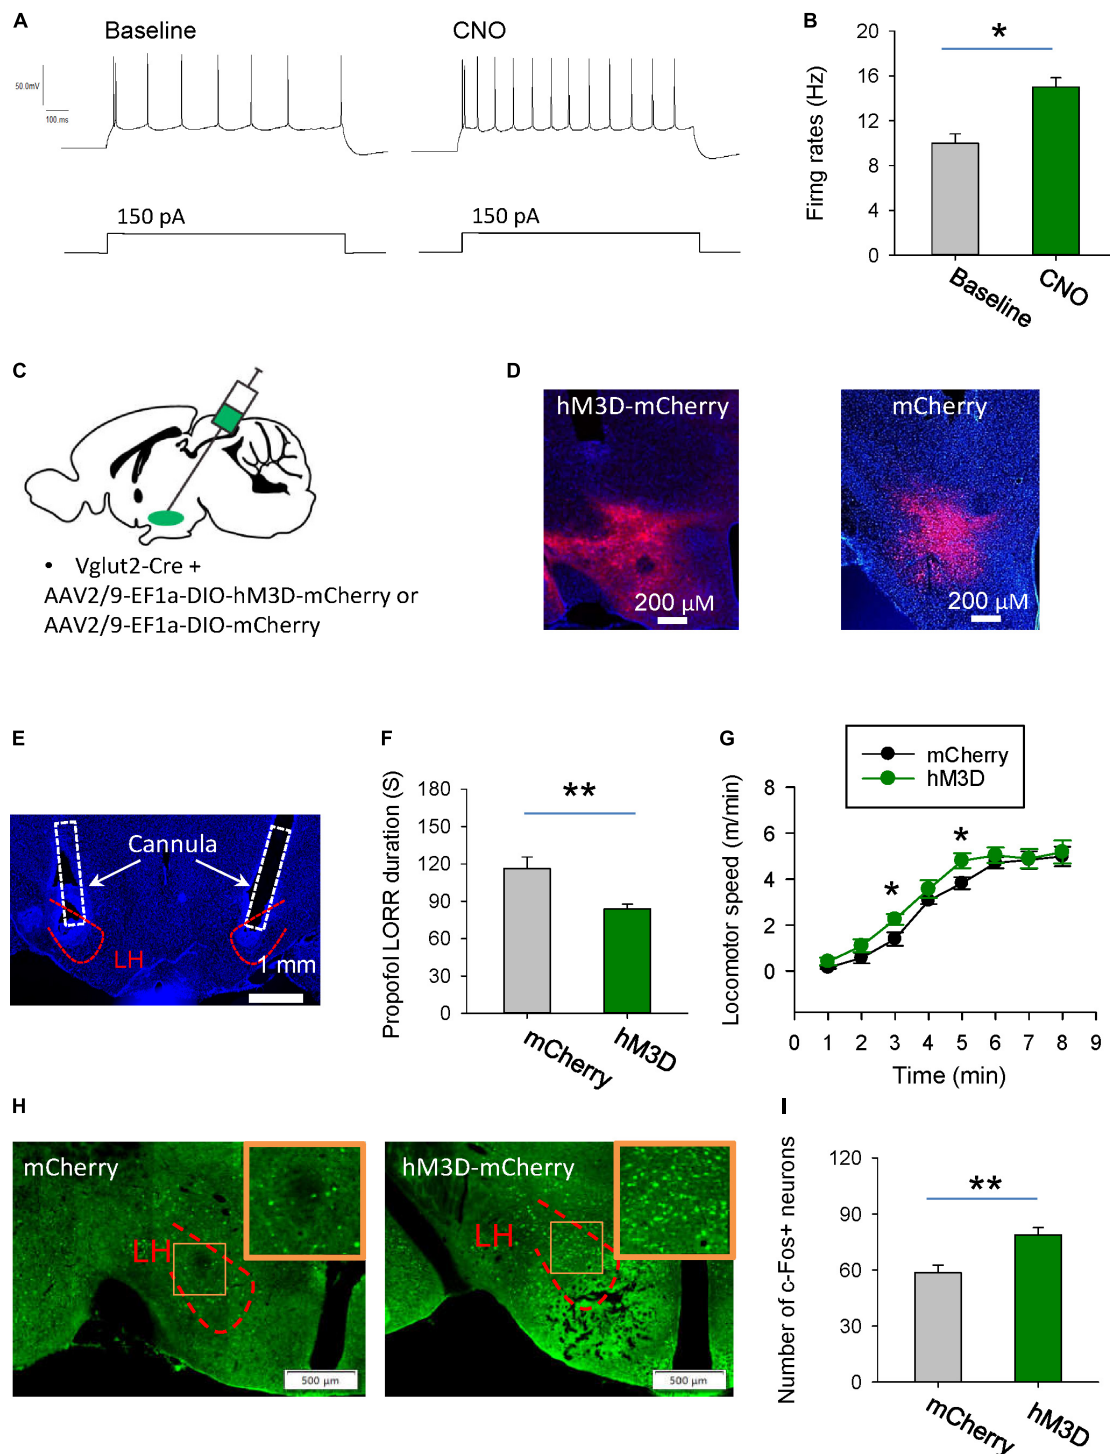 A
Baseline
CNO
50.0mV
100 ms
150 pA
150 pA
B
*
Firng rates (Hz)
20
16
12
8
4
0
Baseline
CNO
C
• Vglut2-Cre +
AAV2/9-EF1a-DIO-hM3D-mCherry or
AAV2/9-EF1a-DIO-mCherry
D
hM3D-mCherry
200 μM
mCherry
200 μM
E
Cannula
LH
1 mm
F
**
Propofol LORR duration (S)
180
150
120
90
60
30
0
mCherry
hM3D
G
mCherry
hM3D
Locomotor speed (m/min)
8
6
4
2
0
*
*
0 1 2 3 4 5 6 7 8 9
Time (min)
H
mCherry
LH
500 μm
hM3D-mCherry
LH
500 μm
I
**
Number of c-Fos+ neurons
120
90
60
30
0
mCherry
hM3D